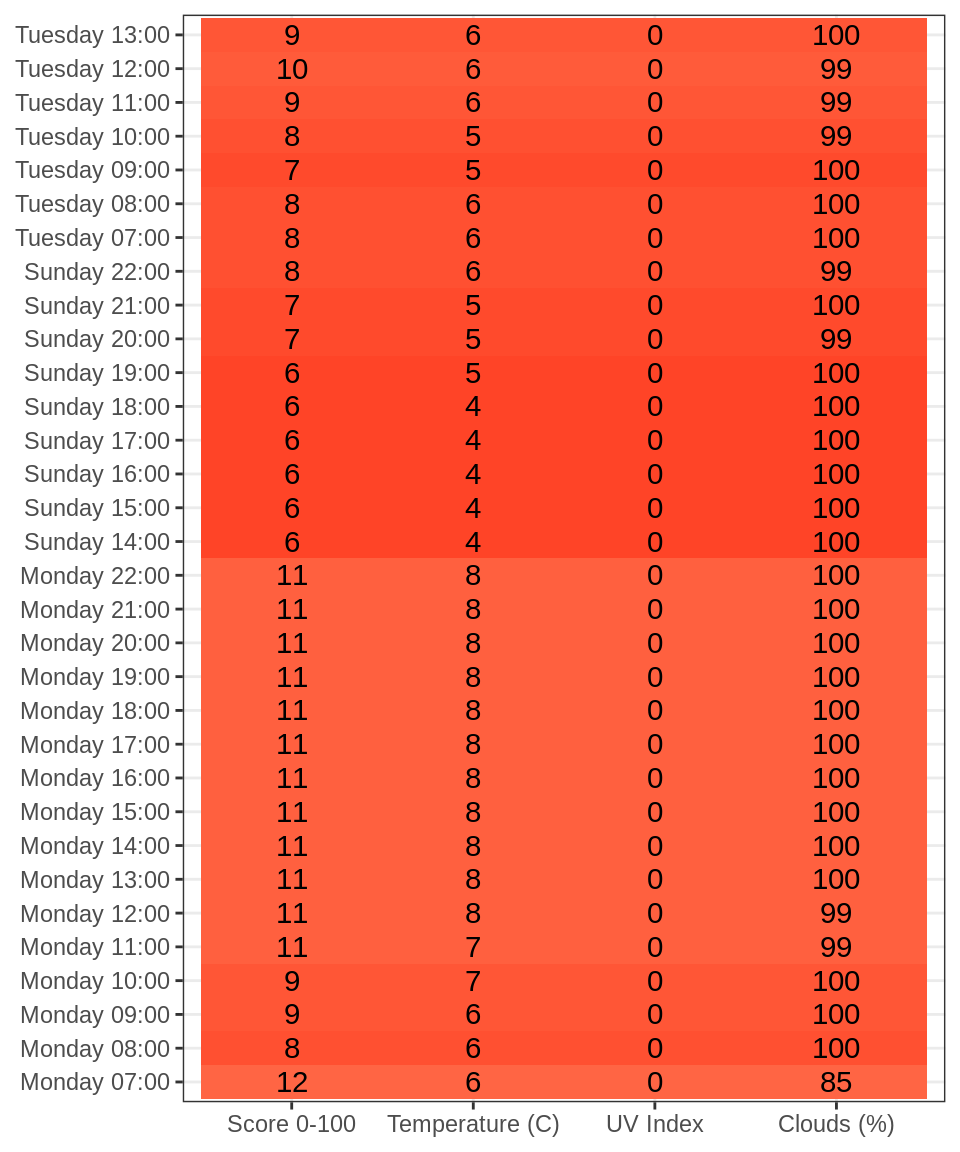 Tuesday 13:00 9 6 0 100
Tuesday 12:00 10 6 0 99
Tuesday 11:00 9 6 0 99
Tuesday 10:00 8 5 0 99
Tuesday 09:00 7 5 0 100
Tuesday 08:00 8 6 0 100
Tuesday 07:00 8 6 0 100
Sunday 22:00 8 6 0 99
Sunday 21:00 7 5 0 100
Sunday 20:00 7 5 0 99
Sunday 19:00 6 5 0 100
Sunday 18:00 6 4 0 100
Sunday 17:00 6 4 0 100
Sunday 16:00 6 4 0 100
Sunday 15:00 6 4 0 100
Sunday 14:00 6 4 0 100
Monday 22:00 11 8 0 100
Monday 21:00 11 8 0 100
Monday 20:00 11 8 0 100
Monday 19:00 11 8 0 100
Monday 18:00 11 8 0 100
Monday 17:00 11 8 0 100
Monday 16:00 11 8 0 100
Monday 15:00 11 8 0 100
Monday 14:00 11 8 0 100
Monday 13:00 11 8 0 100
Monday 12:00 11 8 0 99
Monday 11:00 11 7 0 99
Monday 10:00 9 7 0 100
Monday 09:00 9 6 0 100
Monday 08:00 8 6 0 100
Monday 07:00 12 6 0 85
Score 0-100 Temperature (C) UV Index Clouds (%)